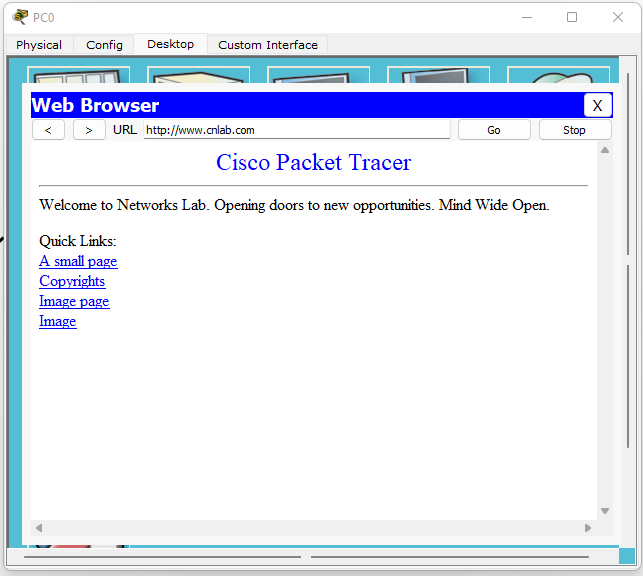 PC0
Physical Config Desktop Custom Interface
Web Browser X
< > URL http://www.cnlab.com Go Stop
Cisco Packet Tracer
Welcome to Networks Lab. Opening doors to new opportunities. Mind Wide Open.
Quick Links:
A small page
Copyrights
Image page
Image